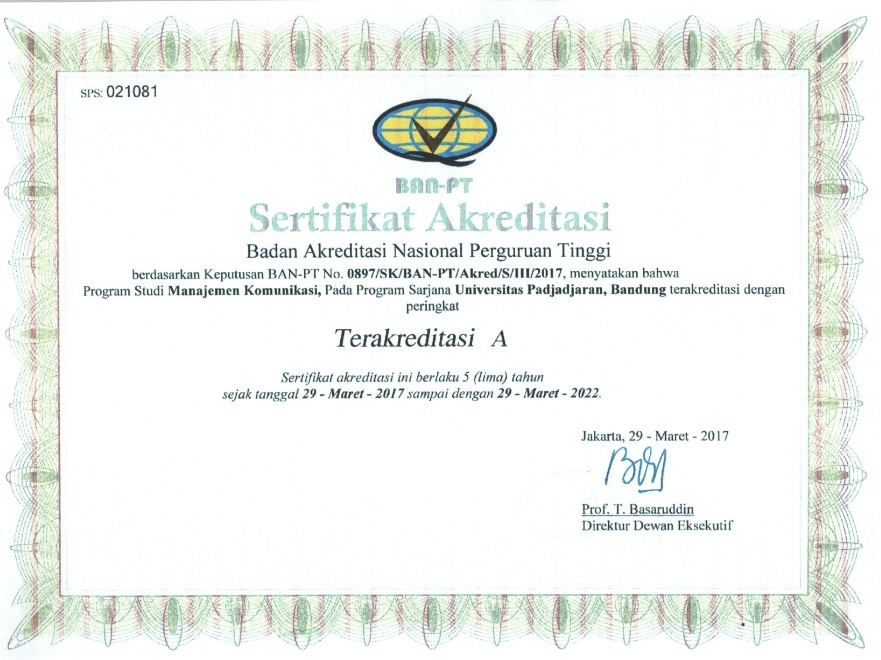 SPS: 021081
BAN-PT
Sertifikat Akreditasi
Badan Akreditasi Nasional Perguruan Tinggi
berdasarkan Keputusan BAN-PT No. 0897/SK/BAN-PT/Akred/S/III/2017, menyatakan bahwa
Program Studi Manajemen Komunikasi, Pada Program Sarjana Universitas Padjadjaran, Bandung terakreditasi dengan
peringkat
Terakreditasi A
Sertifikat akreditasi ini berlaku 5 (lima) tahun
sejak tanggal 29 - Maret - 2017 sampai dengan 29 - Maret - 2022.
Jakarta, 29 - Maret - 2017
Prof. T. Basaruddin
Direktur Dewan Eksekutif